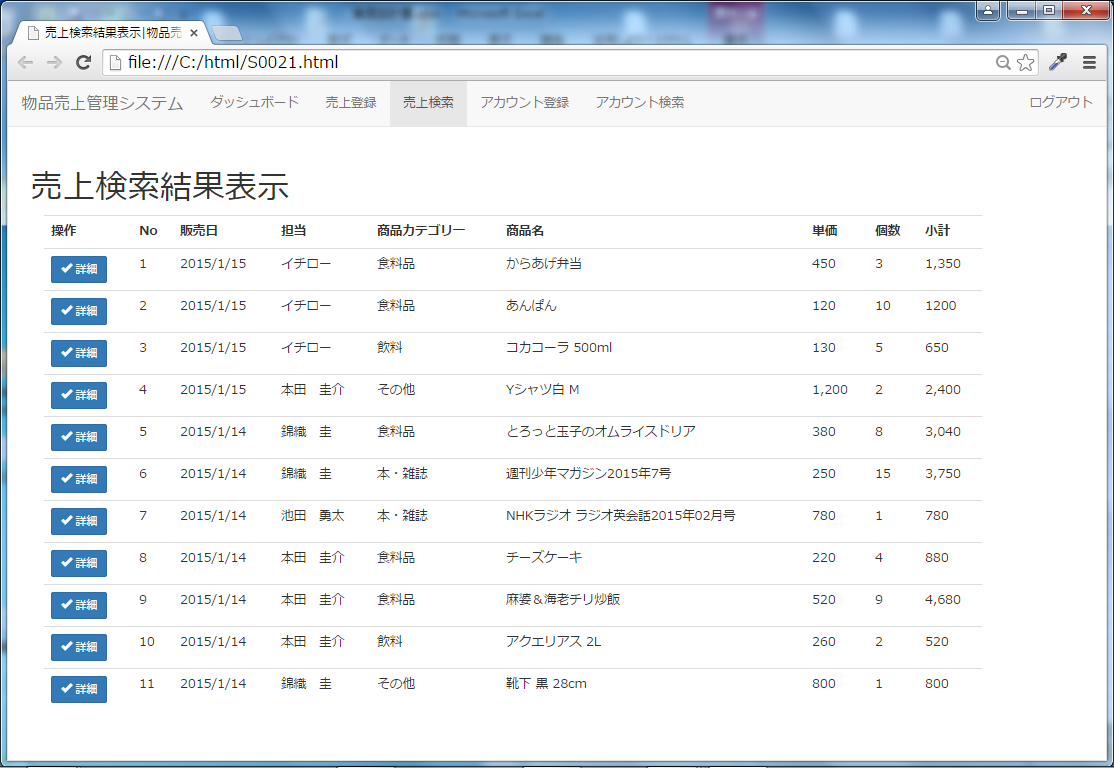 売上検索結果表示|物品売
file:///C:/html/S0021.html
物品売上管理システム ダッシュボード 売上登録 売上検索 アカウント登録 アカウント検索 ログアウト
売上検索結果表示
操作 No 販売日 担当 商品カテゴリー 商品名 単価 個数 小計
詳細 1 2015/1/15 イチロー 食料品 からあげ弁当 450 3 1,350
詳細 2 2015/1/15 イチロー 食料品 あんぱん 120 10 1200
詳細 3 2015/1/15 イチロー 飲料 コカコーラ 500ml 130 5 650
詳細 4 2015/1/15 本田　圭介 その他 Yシャツ白 M 1,200 2 2,400
詳細 5 2015/1/14 錦織　圭 食料品 とろっと玉子のオムライスドリア 380 8 3,040
詳細 6 2015/1/14 錦織　圭 本・雑誌 週刊少年マガジン2015年7号 250 15 3,750
詳細 7 2015/1/14 池田　勇太 本・雑誌 NHKラジオ ラジオ英会話2015年02月号 780 1 780
詳細 8 2015/1/14 本田　圭介 食料品 チーズケーキ 220 4 880
詳細 9 2015/1/14 本田　圭介 食料品 麻婆＆海老チリ炒飯 520 9 4,680
詳細 10 2015/1/14 本田　圭介 飲料 アクエリアス 2L 260 2 520
詳細 11 2015/1/14 錦織　圭 その他 靴下 黒 28cm 800 1 800